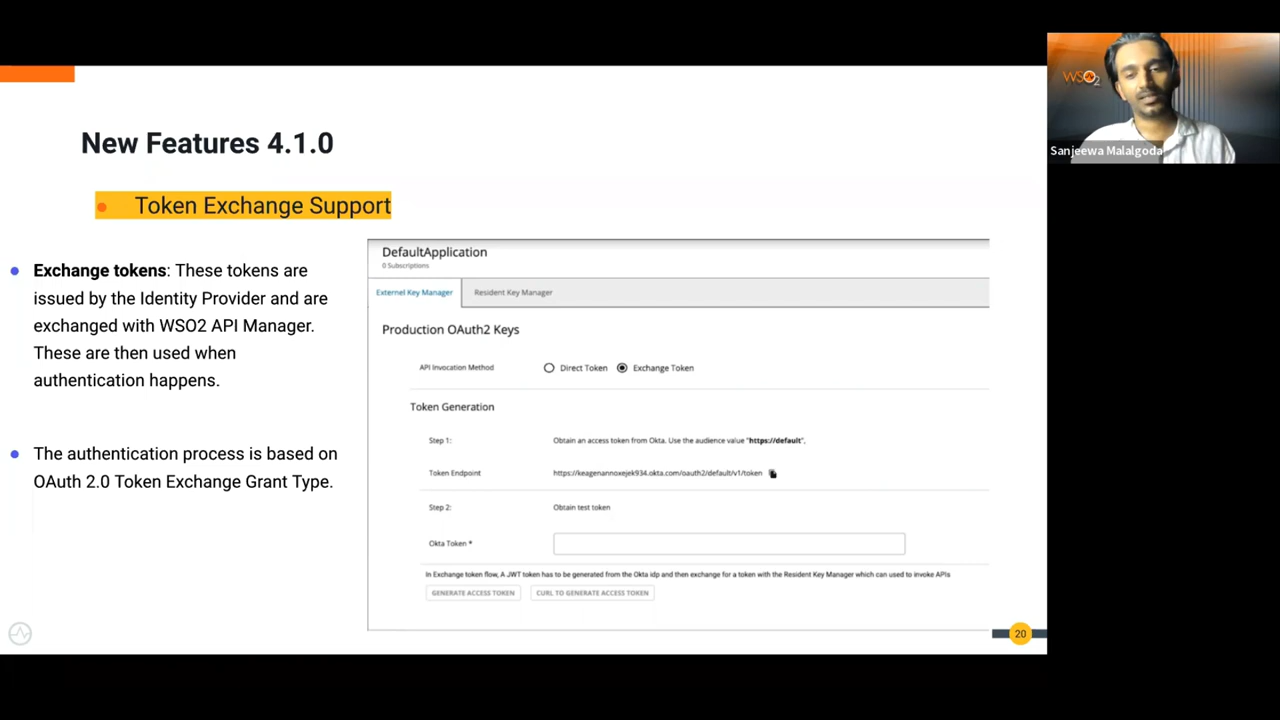 New Features 4.1.0
Token Exchange Support
Exchange tokens: These tokens are
issued by the Identity Provider and are
exchanged with WSO2 API Manager.
These are then used when
authentication happens.
The authentication process is based on
OAuth 2.0 Token Exchange Grant Type.
DefaultApplication
0 Subscriptions
Externel Key Manager
Resident Key Manager
Production OAuth2 Keys
API Invocation Method
Direct Token
Exchange Token
Token Generation
Step 1:
Obtain an access token from Okta. Use the audience value "https://default",
Token Endpoint
https://keagenannoxejek934.okta.com/oauth2/default/v1/token
Step 2:
Obtain test token
Okta Token *
In Exchange token flow, A JWT token has to be generated from the Okta idp and then exchange for a token with the Resident Key Manager which can used to invoke APIs
GENERATE ACCESS TOKEN
CURL TO GENERATE ACCESS TOKEN
20
WSO2
Sanjeewa Malalgoda